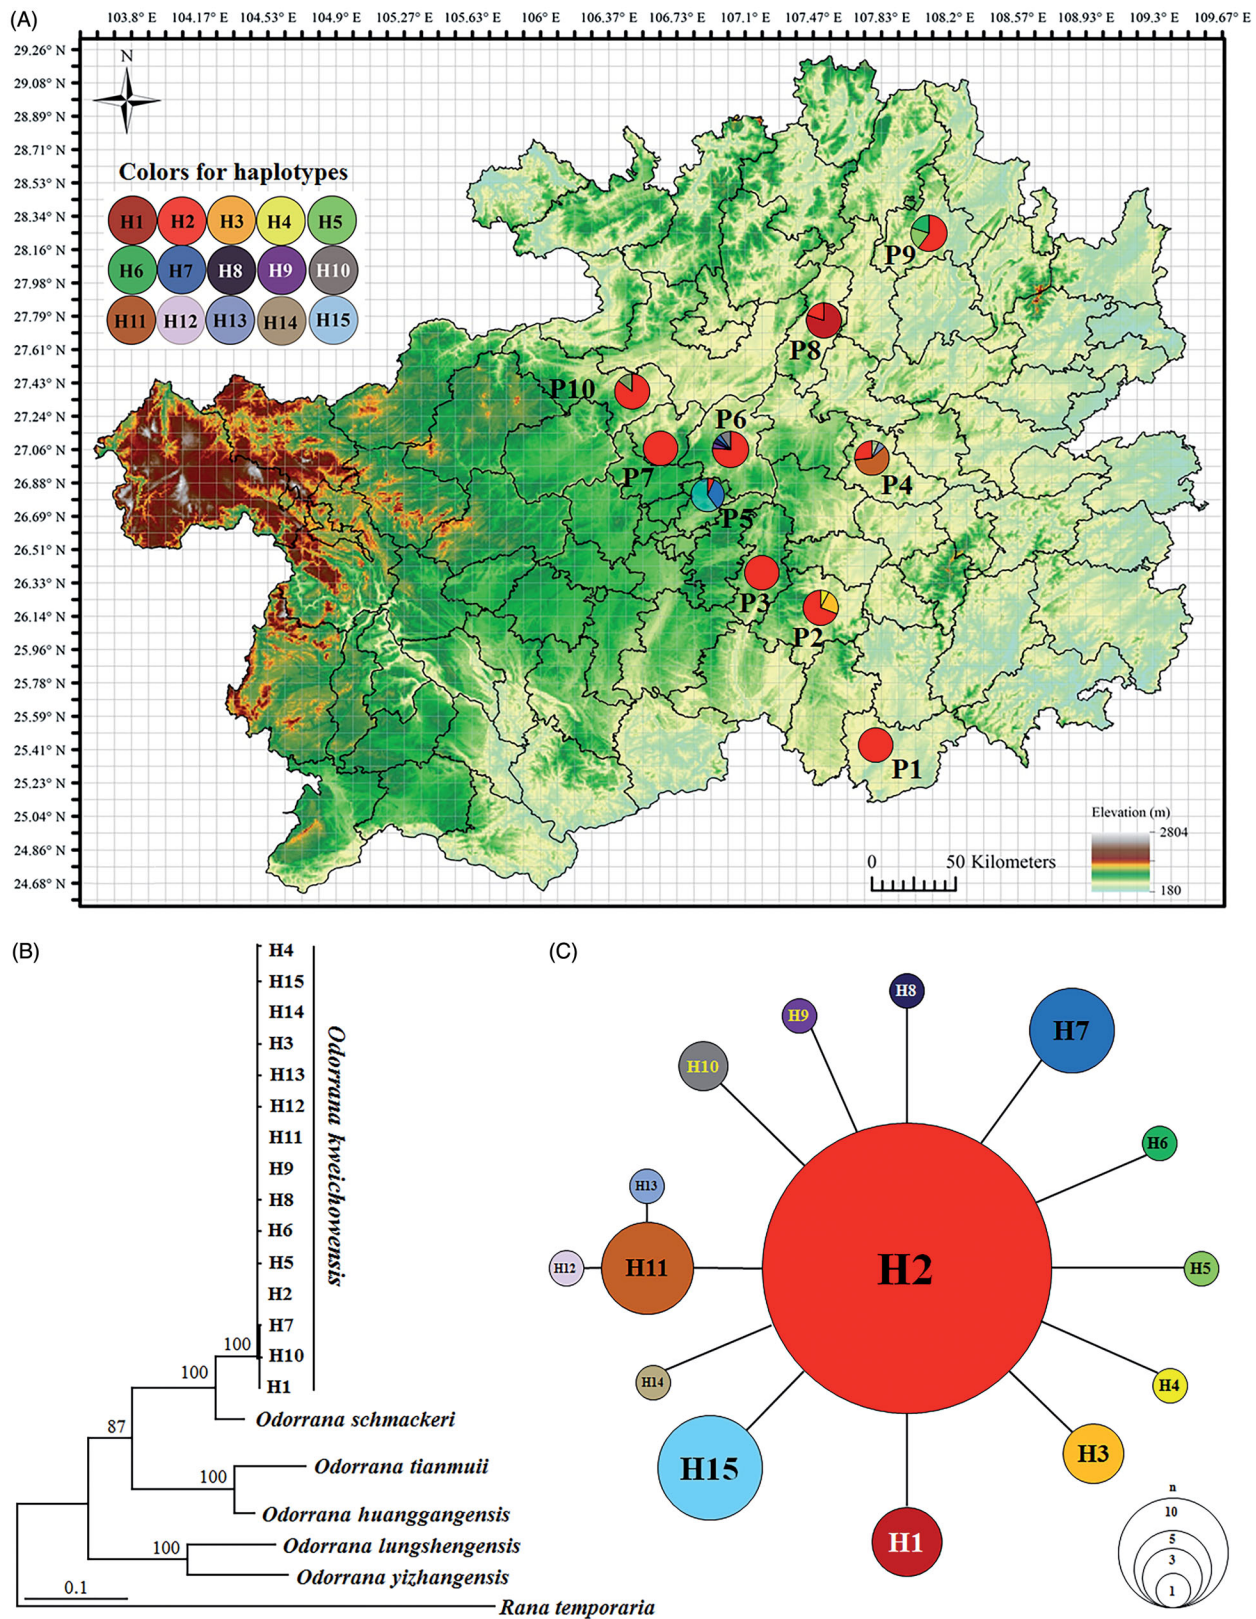 (A)
103.8° E 104.17° E 104.53° E 104.9° E 105.27° E 105.63° E 106° E 106.37° E 106.73° E 107.1° E 107.47° E 107.83° E 108.2° E 108.57° E 108.93° E 109.3° E 109.67° E
29.26° N
29.08° N
28.89° N
28.71° N
28.53° N
28.34° N
28.16° N
27.98° N
27.79° N
27.61° N
27.43° N
27.24° N
27.06° N
26.88° N
26.69° N
26.51° N
26.33° N
26.14° N
25.96° N
25.78° N
25.59° N
25.41° N
25.23° N
25.04° N
24.86° N
24.68° N
N
Colors for haplotypes
H1 H2 H3 H4 H5
H6 H7 H8 H9 H10
H11 H12 H13 H14 H15
P9
P8
P10
P6
P7
P4
P5
P3
P2
P1
Elevation (m)
2804
180
0 50 Kilometers
(B)
H4
H15
H14
H3
H13
H12
H11
H9
H8
H6
H5
H2
H7
H10
H1
Odorrana kweichowensis
100
100
87
100
100
Odorrana schmackeri
Odorrana tianmuii
Odorrana huanggangensis
Odorrana lungshengensis
Odorrana yizhangensis
Rana temporaria
0.1
(C)
H8
H9
H7
H10
H6
H13
H12
H11
H2
H5
H14
H4
H15
H3
H1
n
10
5
3
1